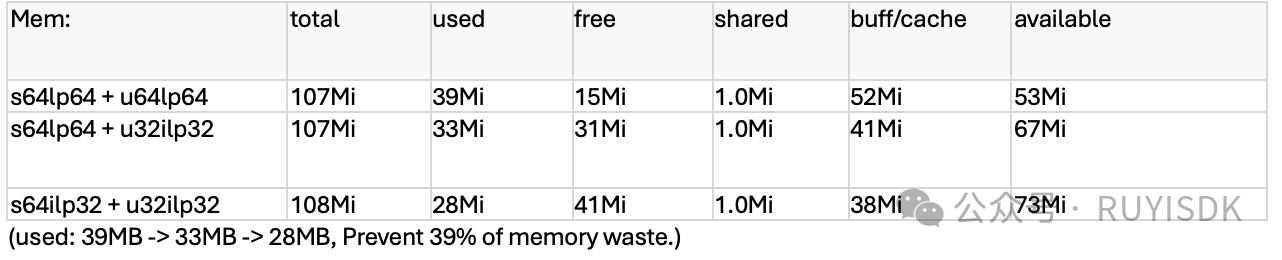 Mem: total used free shared buff/cache available
s64lp64 + u64lp64 107Mi 39Mi 15Mi 1.0Mi 52Mi 53Mi
s64lp64 + u32ilp32 107Mi 33Mi 31Mi 1.0Mi 41Mi 67Mi
s64ilp32 + u32ilp32 108Mi 28Mi 41Mi 1.0Mi 38Mi 73Mi
公众号 · RUYISDK
(used: 39MB -> 33MB -> 28MB, Prevent 39% of memory waste.)